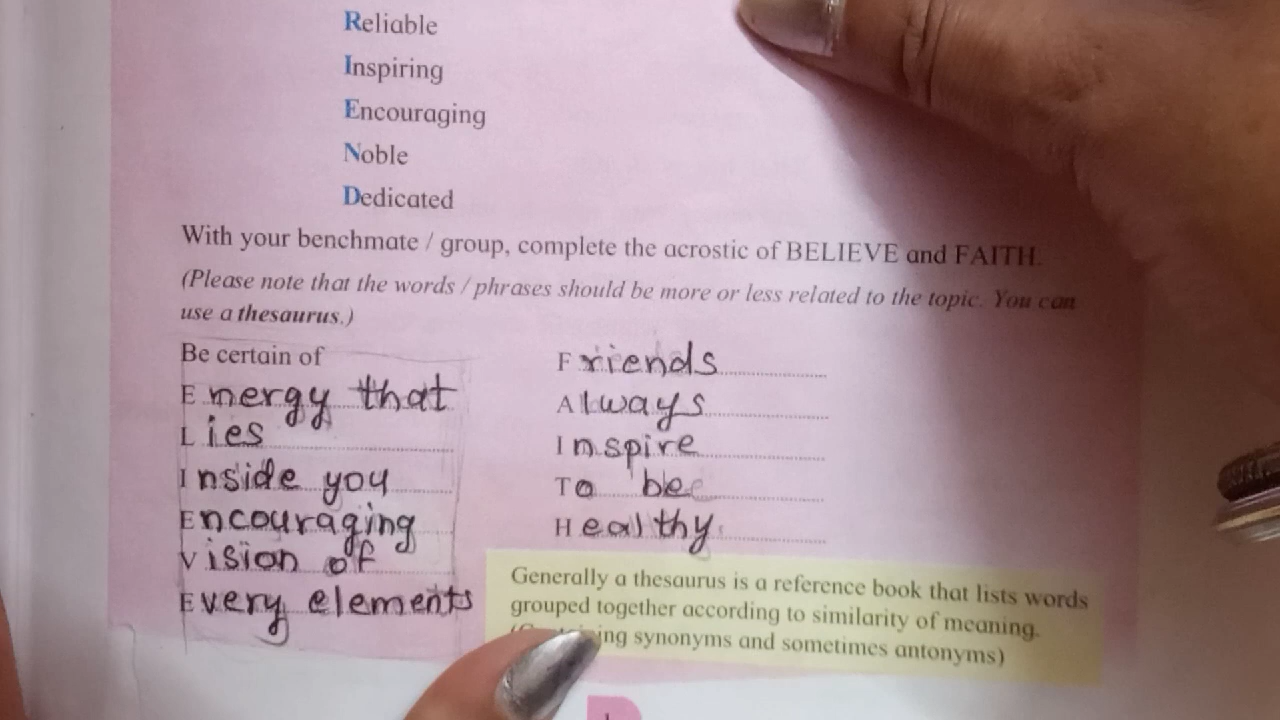 Reliable
Inspiring
Encouraging
Noble
Dedicated
With your benchmate / group, complete the acrostic of BELIEVE and FAITH.
(Please note that the words / phrases should be more or less related to the topic. You can
use a thesaurus.)
Be certain of
Energy that
Lies
Inside you
Encouraging
Vision of
Every elements
Friends
Always
Inspire
To be
Healthy
Generally a thesaurus is a reference book that lists words
grouped together according to similarity of meaning.
synonyms and sometimes antonyms)